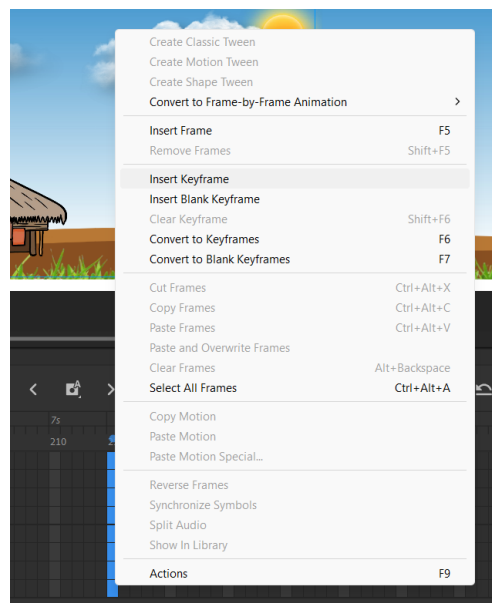 Create Classic Tween
Create Motion Tween
Create Shape Tween
Convert to Frame-by-Frame Animation
Insert Frame F5
Remove Frames Shift+F5
Insert Keyframe
Insert Blank Keyframe
Clear Keyframe Shift+F6
Convert to Keyframes F6
Convert to Blank Keyframes F7
Cut Frames Ctrl+Alt+X
Copy Frames Ctrl+Alt+C
Paste Frames Ctrl+Alt+V
Paste and Overwrite Frames
Clear Frames Alt+Backspace
Select All Frames Ctrl+Alt+A
A
Copy Motion
7s
Paste Motion
210
Paste Motion Special...
Reverse Frames
Synchronize Symbols
Split Audio
Show In Library
Actions F9